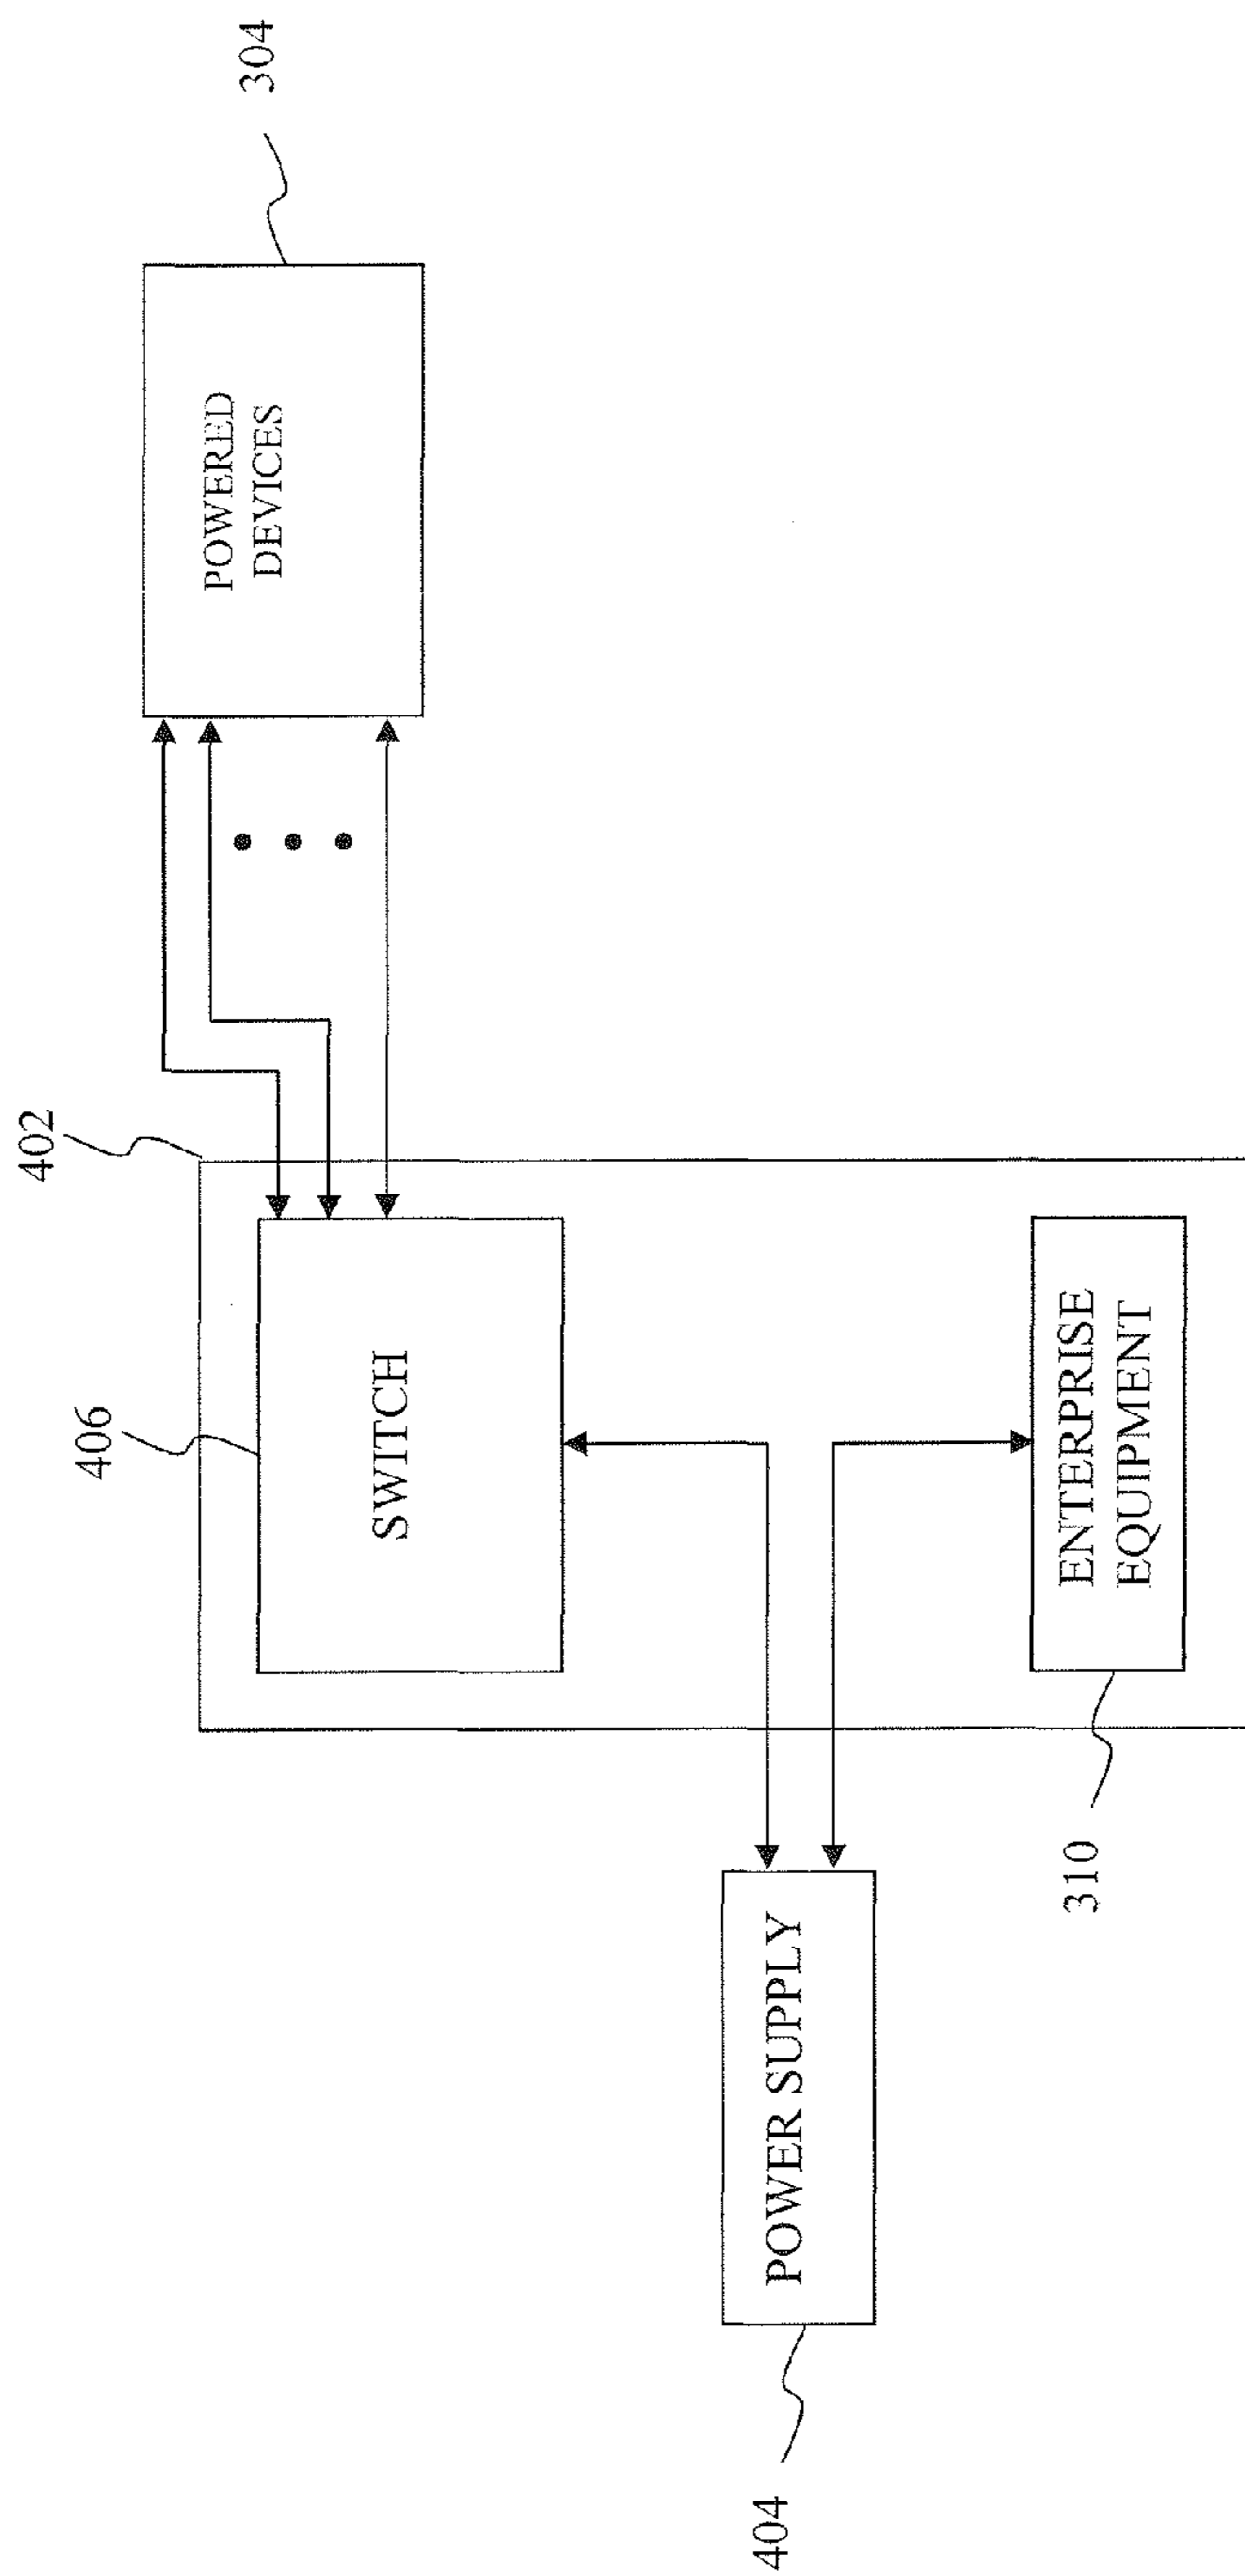 402
406
304
SWITCH
POWERED
DEVICES
POWER SUPPLY
ENTERPRISE
EQUIPMENT
404
310